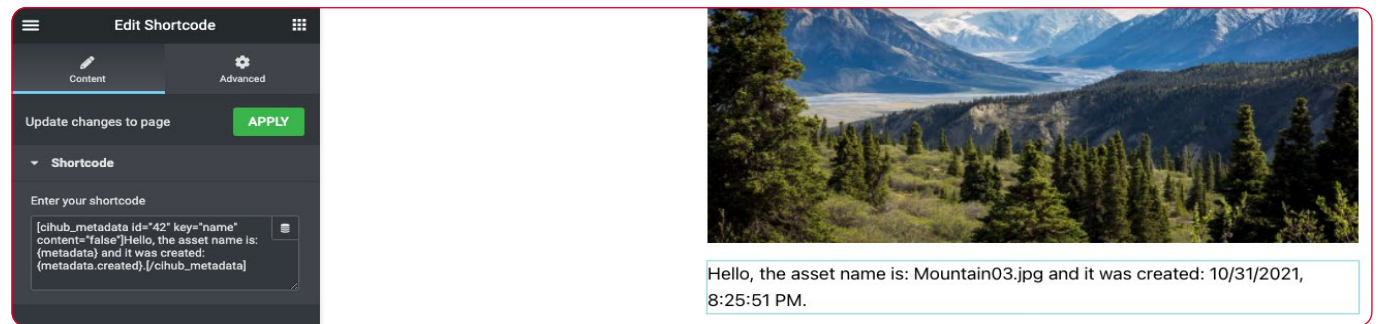 Edit Shortcode
Content
Advanced
Update changes to page
APPLY
Shortcode
Enter your shortcode
[cihub_metadata id="42" key="name"
content="false"]Hello, the asset name is:
{metadata} and it was created:
{metadata.created}.[/cihub_metadata]
Hello, the asset name is: Mountain03.jpg and it was created: 10/31/2021,
8:25:51 PM.